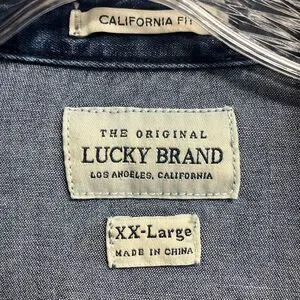 CALIFORNIA FIT
THE ORIGINAL
LUCKY BRAND
LOS ANGELES, CALIFORNIA
XX-Large
MADE IN CHINA